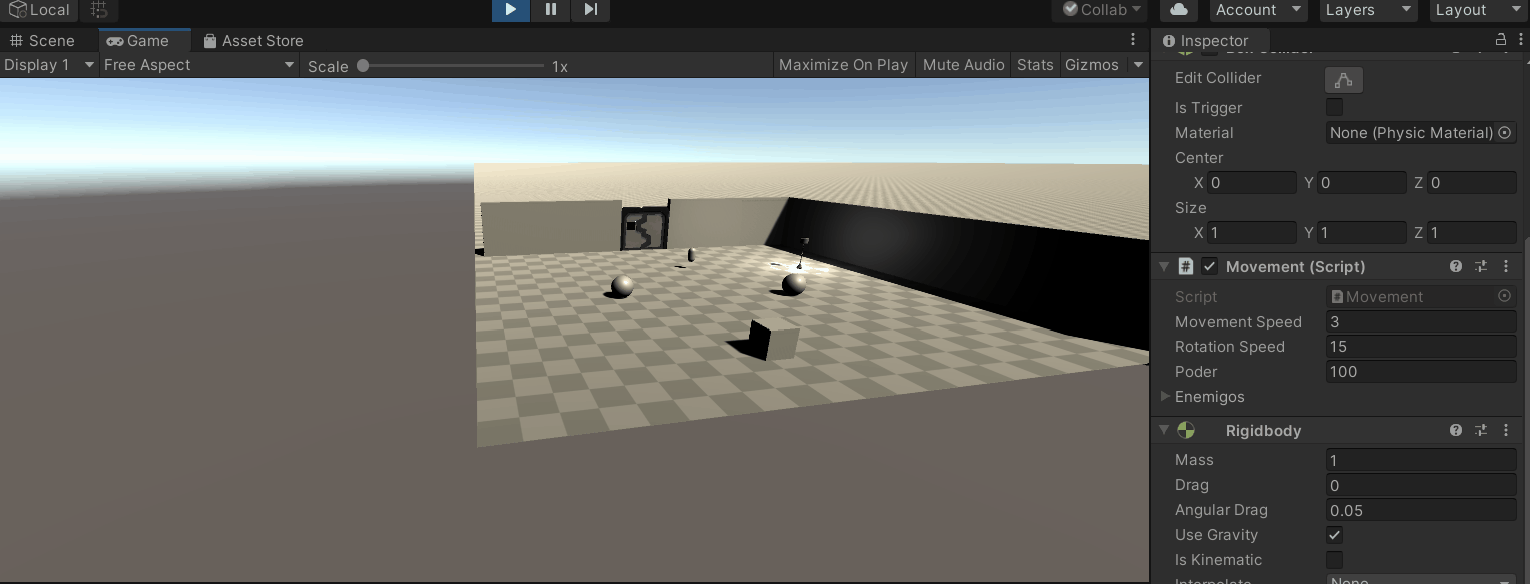 Local
Collab
Account
Layers
Layout
Scene
Game
Asset Store
Inspector
Display 1
Free Aspect
Scale
1x
Maximize On Play
Mute Audio
Stats
Gizmos
Edit Collider
Is Trigger
Material
None (Physic Material)
Center
X 0 Y 0 Z 0
Size
X 1 Y 1 Z 1
# Movement (Script)
Script
Movement
Movement Speed
3
Rotation Speed
15
Poder
100
Enemigos
Rigidbody
Mass
1
Drag
0
Angular Drag
0.05
Use Gravity
Is Kinematic
Interpolate
None